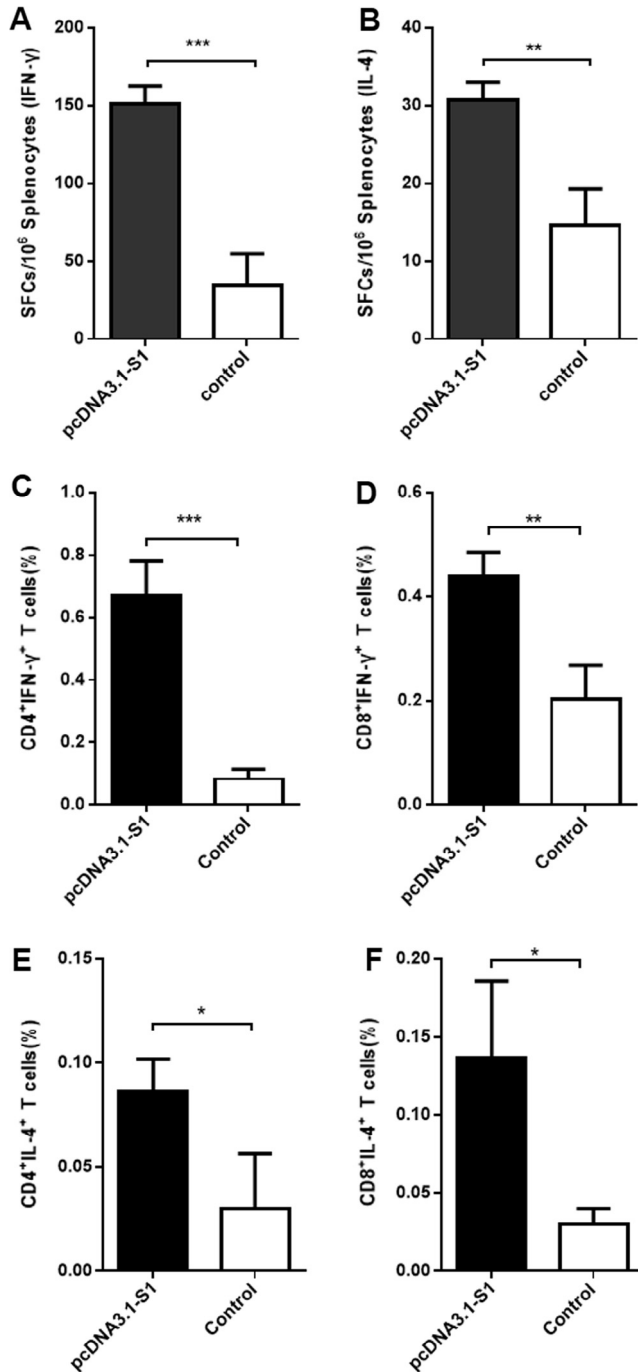 A
SFCs/10⁶ Splenocytes (IFN-γ)
200
150
100
50
0
***
pcDNA3.1-S1
control
B
SFCs/10⁶ Splenocytes (IL-4)
40
30
20
10
0
**
pcDNA3.1-S1
control
C
CD4⁺IFN-γ⁺ T cells(%)
1.0
0.8
0.6
0.4
0.2
0.0
***
pcDNA3.1-S1
Control
D
CD8⁺IFN-γ⁺ T cells(%)
0.6
0.4
0.2
0.0
**
pcDNA3.1-S1
Control
E
CD4⁺IL-4⁺ T cells(%)
0.15
0.10
0.05
0.00
*
pcDNA3.1-S1
Control
F
CD8⁺IL-4⁺ T cells(%)
0.20
0.15
0.10
0.05
0.00
*
pcDNA3.1-S1
Control